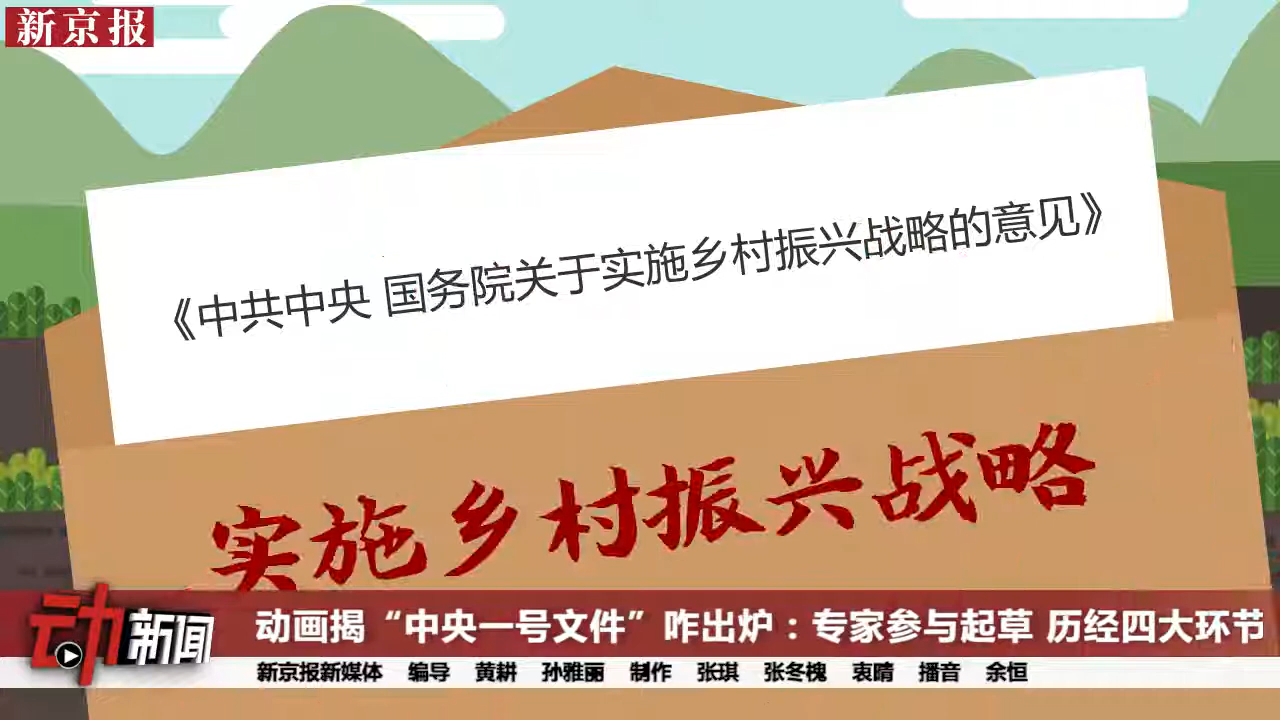 新京报
《中共中央 国务院关于实施乡村振兴战略的意见》
实施乡村振兴战略
动新闻
动画揭“中央一号文件”咋出炉：专家参与起草 历经四大环节
新京报新媒体 编导 黄耕 孙雅丽 制作 张琪 张冬槐 衷晴 播音 余恒